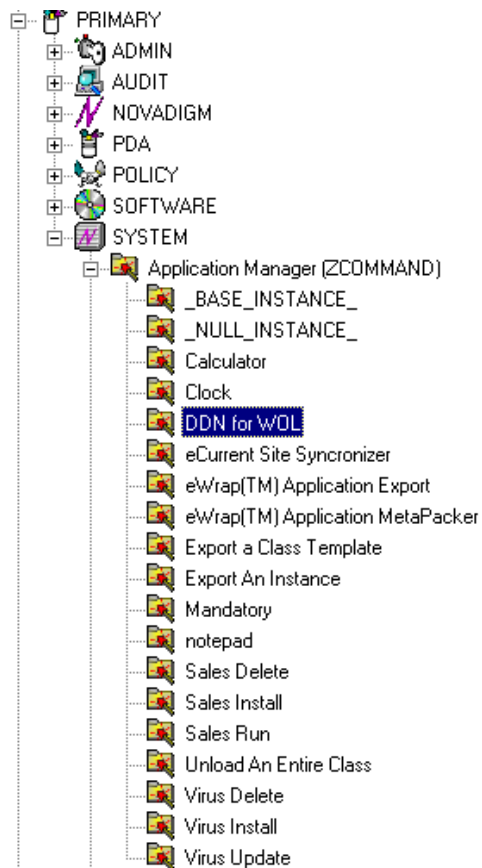 PRIMARY
ADMIN
AUDIT
NOVADIGM
PDA
POLICY
SOFTWARE
SYSTEM
Application Manager (ZCOMMAND)
_BASE_INSTANCE_
_NULL_INSTANCE_
Calculator
Clock
DDN for WOL
eCurrent Site Syncronizer
eWrap(TM) Application Export
eWrap(TM) Application MetaPacker
Export a Class Template
Export An Instance
Mandatory
notepad
Sales Delete
Sales Install
Sales Run
Unload An Entire Class
Virus Delete
Virus Install
Virus Update